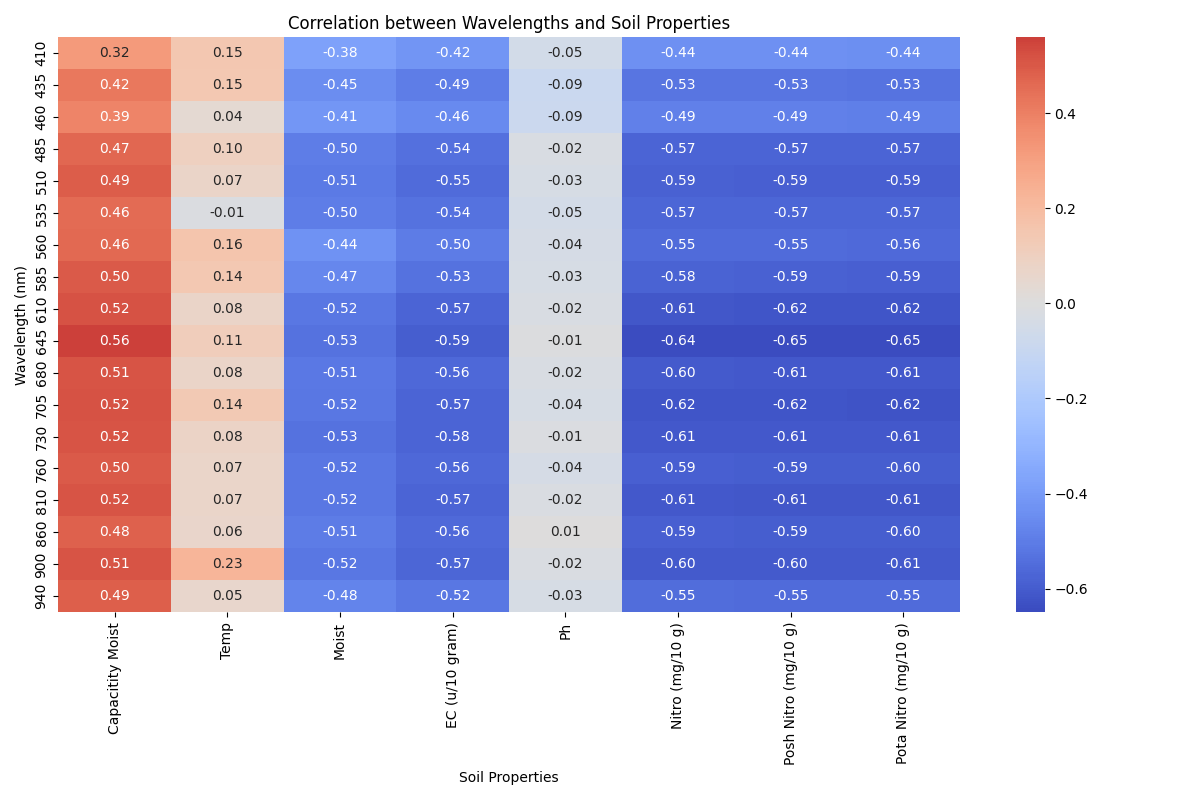 Correlation between Wavelengths and Soil Properties
Wavelength (nm)
410 0.32 0.15 -0.38 -0.42 -0.05 -0.44 -0.44 -0.44
435 0.42 0.15 -0.45 -0.49 -0.09 -0.53 -0.53 -0.53
460 0.39 0.04 -0.41 -0.46 -0.09 -0.49 -0.49 -0.49
485 0.47 0.10 -0.50 -0.54 -0.02 -0.57 -0.57 -0.57
510 0.49 0.07 -0.51 -0.55 -0.03 -0.59 -0.59 -0.59
535 0.46 -0.01 -0.50 -0.54 -0.05 -0.57 -0.57 -0.57
560 0.46 0.16 -0.44 -0.50 -0.04 -0.55 -0.55 -0.56
585 0.50 0.14 -0.47 -0.53 -0.03 -0.58 -0.59 -0.59
610 0.52 0.08 -0.52 -0.57 -0.02 -0.61 -0.62 -0.62
645 0.56 0.11 -0.53 -0.59 -0.01 -0.64 -0.65 -0.65
680 0.51 0.08 -0.51 -0.56 -0.02 -0.60 -0.61 -0.61
705 0.52 0.14 -0.52 -0.57 -0.04 -0.62 -0.62 -0.62
730 0.52 0.08 -0.53 -0.58 -0.01 -0.61 -0.61 -0.61
760 0.50 0.07 -0.52 -0.56 -0.04 -0.59 -0.59 -0.60
810 0.52 0.07 -0.52 -0.57 -0.02 -0.61 -0.61 -0.61
860 0.48 0.06 -0.51 -0.56 0.01 -0.59 -0.59 -0.60
900 0.51 0.23 -0.52 -0.57 -0.02 -0.60 -0.60 -0.61
940 0.49 0.05 -0.48 -0.52 -0.03 -0.55 -0.55 -0.55
Capacitity Moist
Temp
Moist
EC (u/10 gram)
Ph
Nitro (mg/10 g)
Posh Nitro (mg/10 g)
Pota Nitro (mg/10 g)
Soil Properties
0.4
0.2
0.0
−0.2
−0.4
−0.6